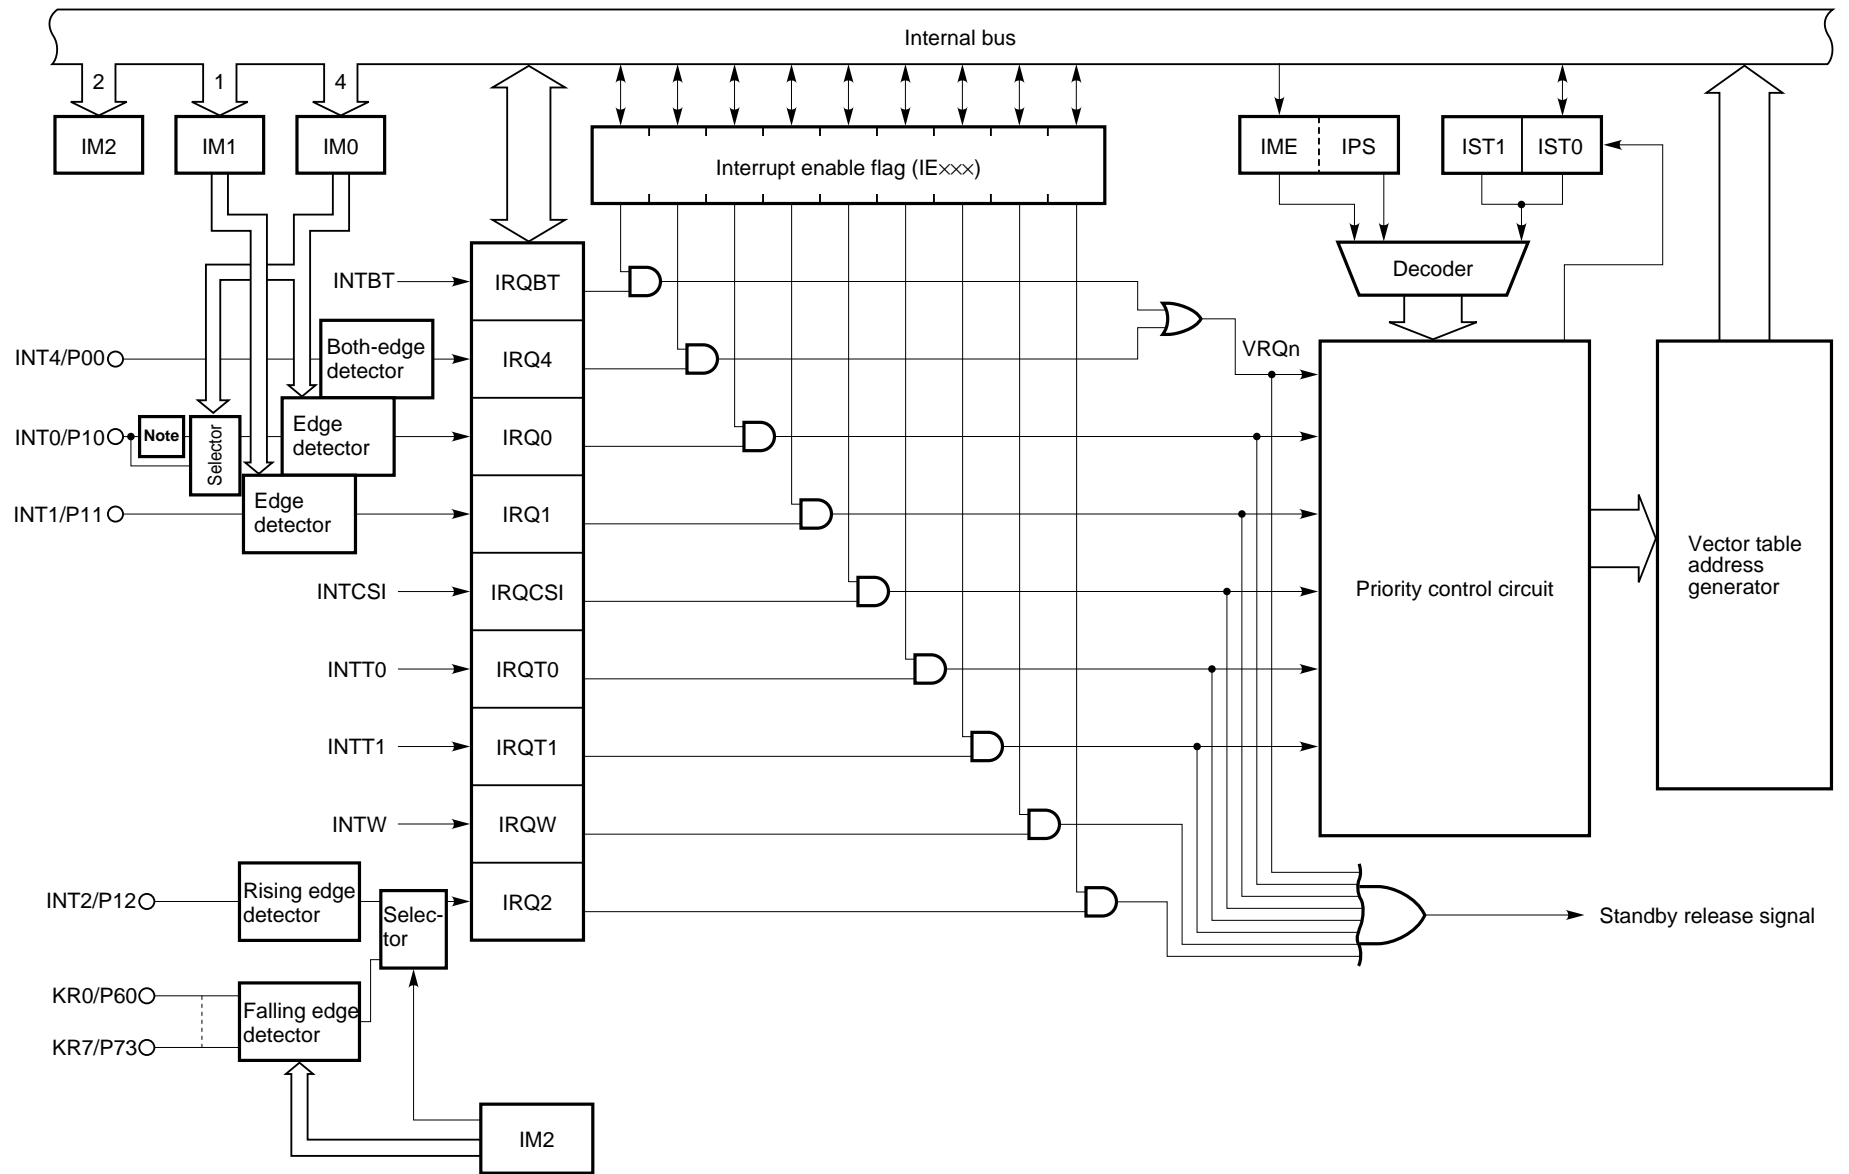 Internal bus
2
1
4
IM2
IM1
IM0
Interrupt enable flag (IE×××)
IME
IPS
IST1
IST0
Decoder
INTBT
IRQBT
INT4/P00
Both-edge
detector
IRQ4
VRQn
INT0/P10
Note
Selector
Edge
detector
IRQ0
INT1/P11
Edge
detector
IRQ1
INTCSI
IRQCSI
Priority control circuit
Vector table
address
generator
INTT0
IRQT0
INTT1
IRQT1
INTW
IRQW
INT2/P12
Rising edge
detector
Selec-
tor
IRQ2
Standby release signal
KR0/P60
Falling edge
detector
KR7/P73
IM2